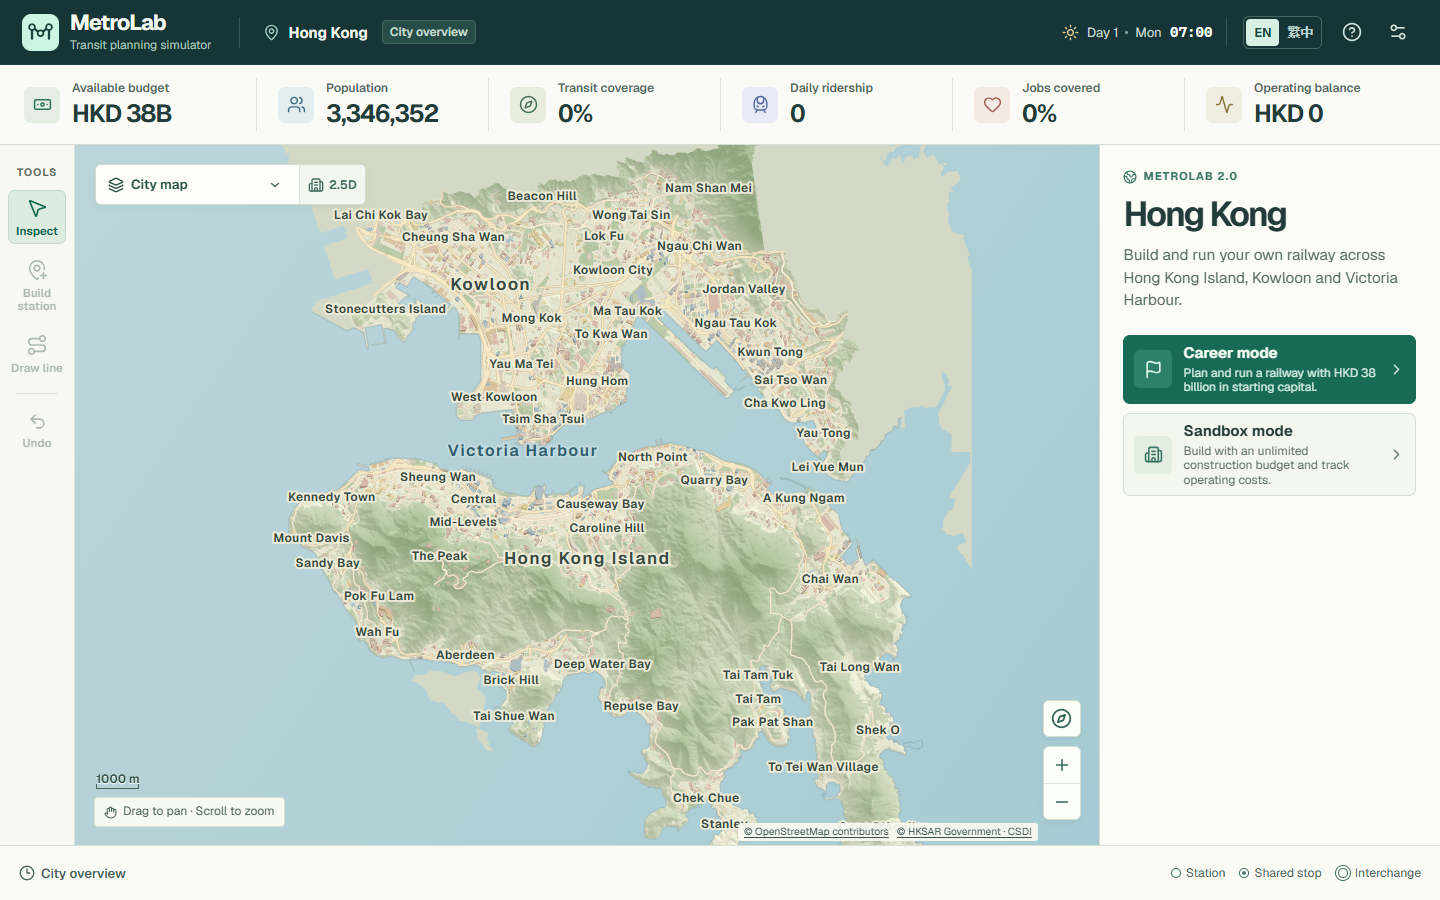 MetroLab
Transit planning simulator
Hong Kong
City overview
Day 1 • Mon 07:00
EN 繁中
Available budget
HKD 38B
Population
3,346,352
Transit coverage
0%
Daily ridership
0
Jobs covered
0%
Operating balance
HKD 0
TOOLS
Inspect
Build
station
Draw line
Undo
City map
2.5D
Nam Shan Mei
Beacon Hill
Lai Chi Kok Bay
Wong Tai Sin
Cheung Sha Wan
Lok Fu
Ngau Chi Wan
Kowloon City
Kowloon
Jordan Valley
Stonecutters Island
Mong Kok
Ma Tau Kok
Ngau Tau Kok
To Kwa Wan
Kwun Tong
Yau Ma Tei
Hung Hom
Sai Tso Wan
West Kowloon
Cha Kwo Ling
Tsim Sha Tsui
Yau Tong
Victoria Harbour
North Point
Lei Yue Mun
Sheung Wan
Quarry Bay
Kennedy Town
Central
Causeway Bay
A Kung Ngam
Mid-Levels
Caroline Hill
Mount Davis
The Peak
Hong Kong Island
Sandy Bay
Chai Wan
Pok Fu Lam
Wah Fu
Aberdeen
Deep Water Bay
Tai Long Wan
Brick Hill
Tai Tam Tuk
Tai Tam
Repulse Bay
Tai Shue Wan
Pak Pat Shan
Shek O
To Tei Wan Village
Chek Chue
Stanley
1000 m
Drag to pan · Scroll to zoom
© OpenStreetMap contributors © HKSAR Government · CSDI
METROLAB 2.0
Hong Kong
Build and run your own railway across
Hong Kong Island, Kowloon and Victoria
Harbour.
Career mode
Plan and run a railway with HKD 38
billion in starting capital.
Sandbox mode
Build with an unlimited
construction budget and track
operating costs.
City overview
Station
Shared stop
Interchange